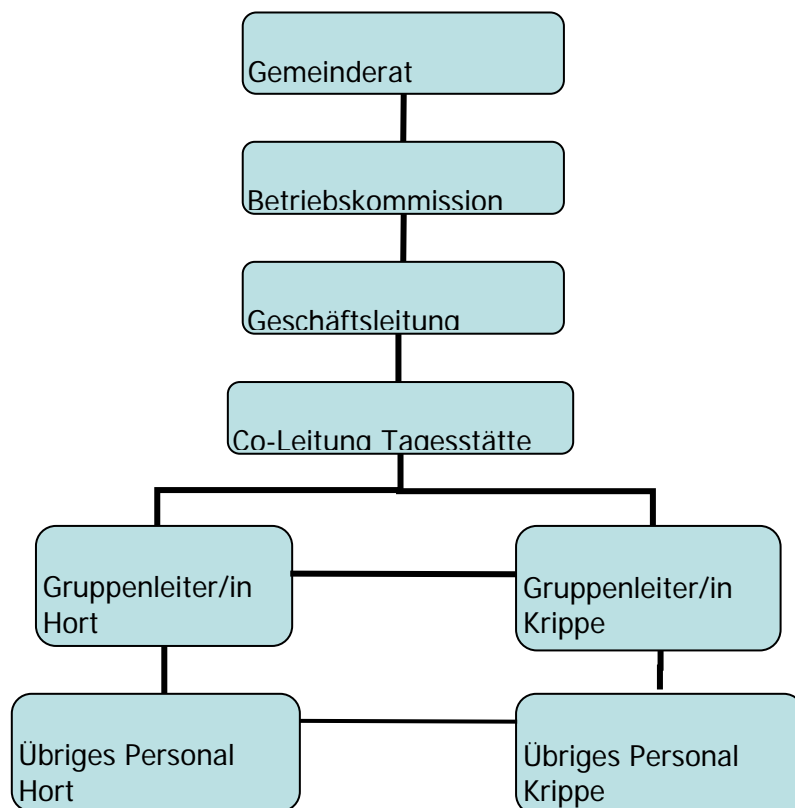 Gemeinderat
Betriebskommission
Geschäftsleitung
Co-Leitung Tagesstätte
Gruppenleiter/in
Hort
Gruppenleiter/in
Krippe
Übriges Personal
Hort
Übriges Personal
Krippe